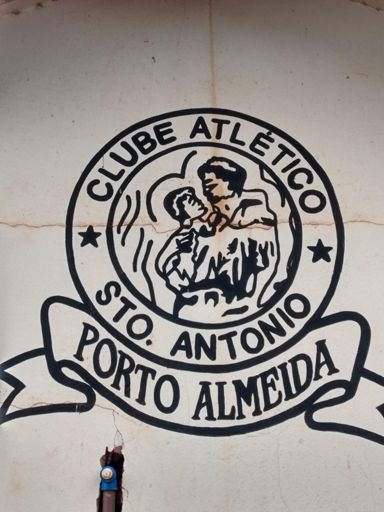 CLUBE ATLÉTICO
STO. ANTONIO
PORTO ALMEIDA